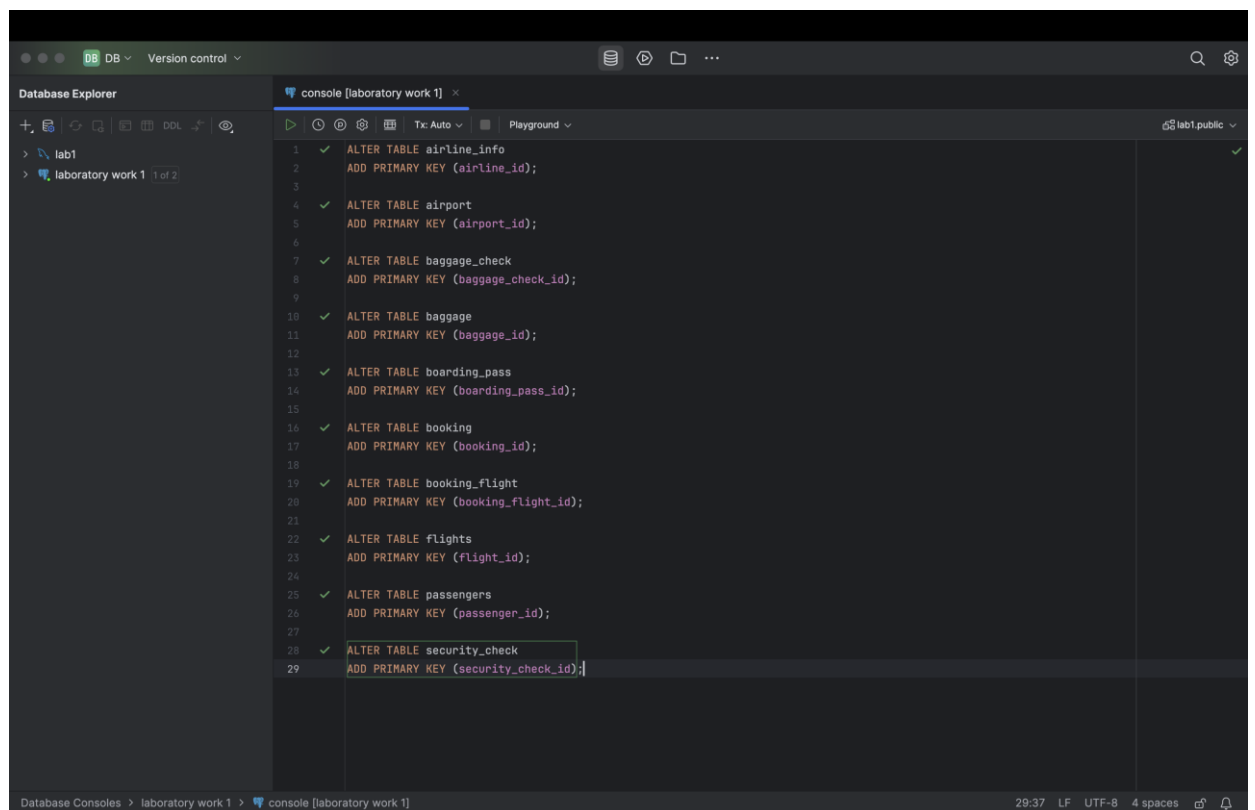 DB DB Version control
Database Explorer
console [laboratory work 1]
DDL
Tx: Auto Playground lab1.public
lab1
laboratory work 1 1 of 2
1 ALTER TABLE airline_info
2 ADD PRIMARY KEY (airline_id);
3
4 ALTER TABLE airport
5 ADD PRIMARY KEY (airport_id);
6
7 ALTER TABLE baggage_check
8 ADD PRIMARY KEY (baggage_check_id);
9
10 ALTER TABLE baggage
11 ADD PRIMARY KEY (baggage_id);
12
13 ALTER TABLE boarding_pass
14 ADD PRIMARY KEY (boarding_pass_id);
15
16 ALTER TABLE booking
17 ADD PRIMARY KEY (booking_id);
18
19 ALTER TABLE booking_flight
20 ADD PRIMARY KEY (booking_flight_id);
21
22 ALTER TABLE flights
23 ADD PRIMARY KEY (flight_id);
24
25 ALTER TABLE passengers
26 ADD PRIMARY KEY (passenger_id);
27
28 ALTER TABLE security_check
29 ADD PRIMARY KEY (security_check_id);
Database Consoles > laboratory work 1 > console [laboratory work 1]
29:37 LF UTF-8 4 spaces